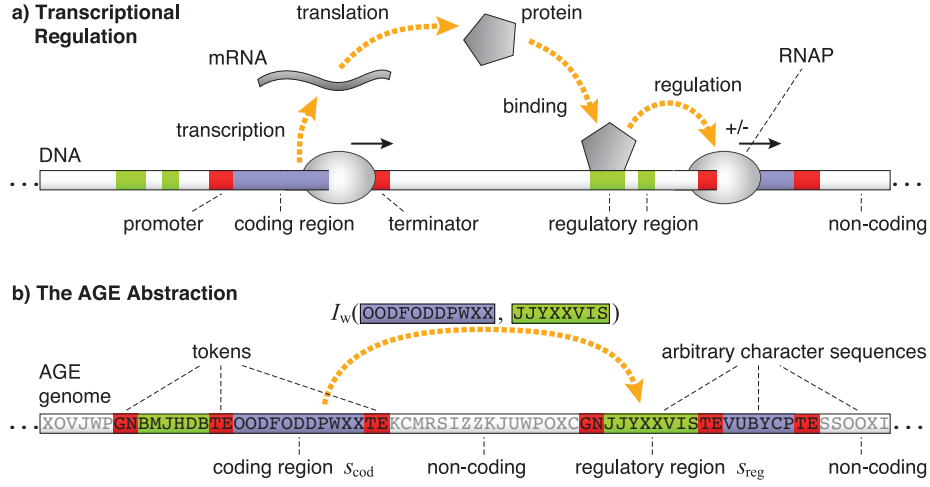 a) Transcriptional
Regulation
translation
protein
mRNA
RNAP
binding
regulation
transcription
+/-
DNA
... ...
promoter coding region terminator regulatory region non-coding
b) The AGE Abstraction
Iw(OODFODDPWXX, JJYXXVIS)
tokens
arbitrary character sequences
AGE
genome
...XOVJWPGNBMJHDBTEOODFODDPWXXTEKCMRSIZZKJUWPOXCGNJJYXXVISTEVUBYCPTESSOOXI...
coding region scod non-coding regulatory region sreg non-coding